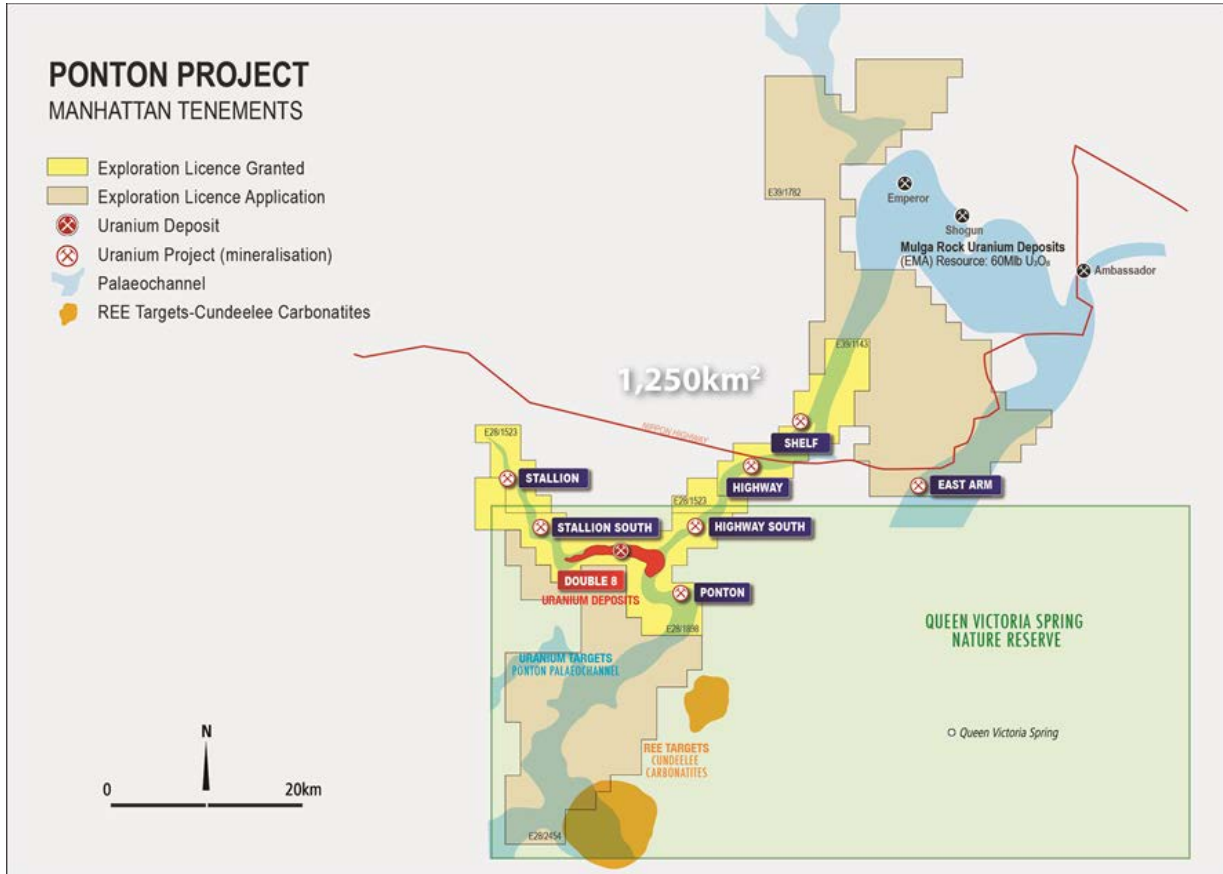 PONTON PROJECT
MANHATTAN TENEMENTS
Exploration Licence Granted
Exploration Licence Application
Uranium Deposit
Uranium Project (mineralisation)
Palaeochannel
REE Targets-Cundeelee Carbonatites
E39/1782
Emperor
Shogun
Mulga Rock Uranium Deposits
(EMA) Resource: 60Mlb U₃O₈
Ambassador
E39/1143
1,250km²
NIPPON HIGHWAY
SHELF
E28/1523
STALLION
HIGHWAY
EAST ARM
E28/1523
STALLION SOUTH
HIGHWAY SOUTH
DOUBLE 8
URANIUM DEPOSITS
PONTON
E28/1898
QUEEN VICTORIA SPRING
NATURE RESERVE
URANIUM TARGETS
PONTON PALAEOCHANNEL
REE TARGETS
CUNDEELEE
CARBONATITES
Queen Victoria Spring
N
0 20km
E28/2454